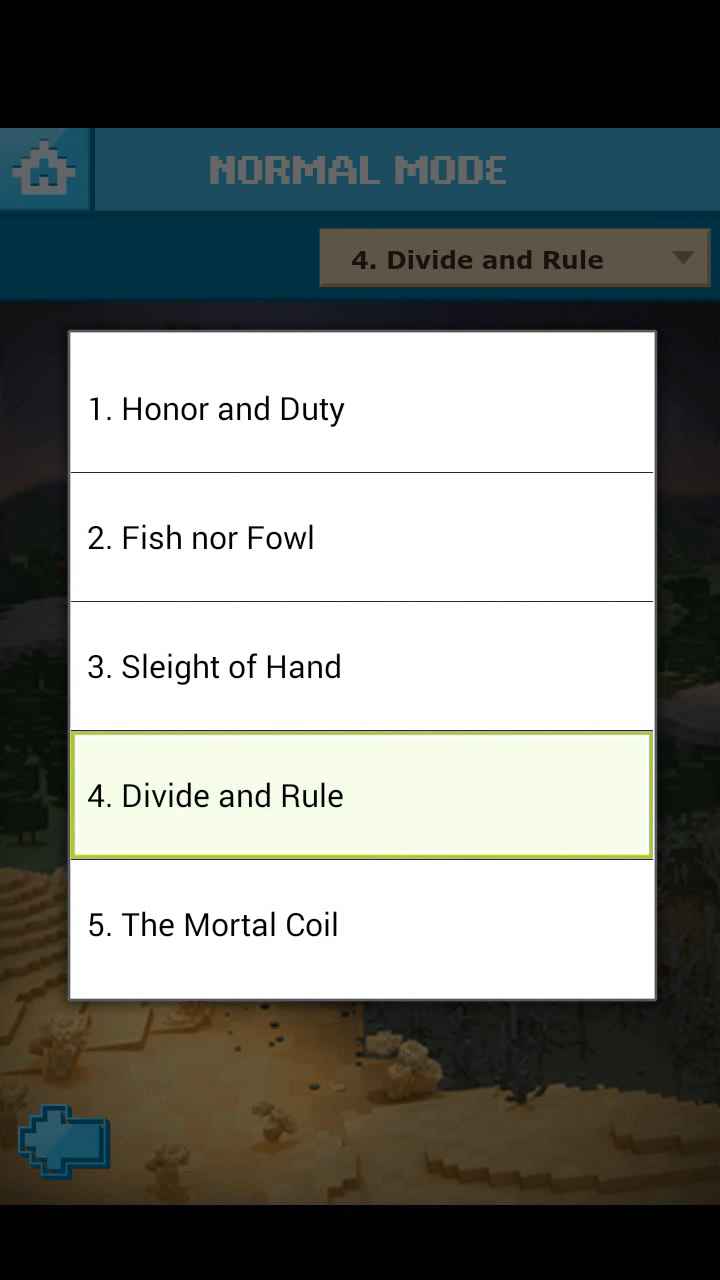 NORMAL MODE
4. Divide and Rule
1. Honor and Duty
2. Fish nor Fowl
3. Sleight of Hand
4. Divide and Rule
5. The Mortal Coil